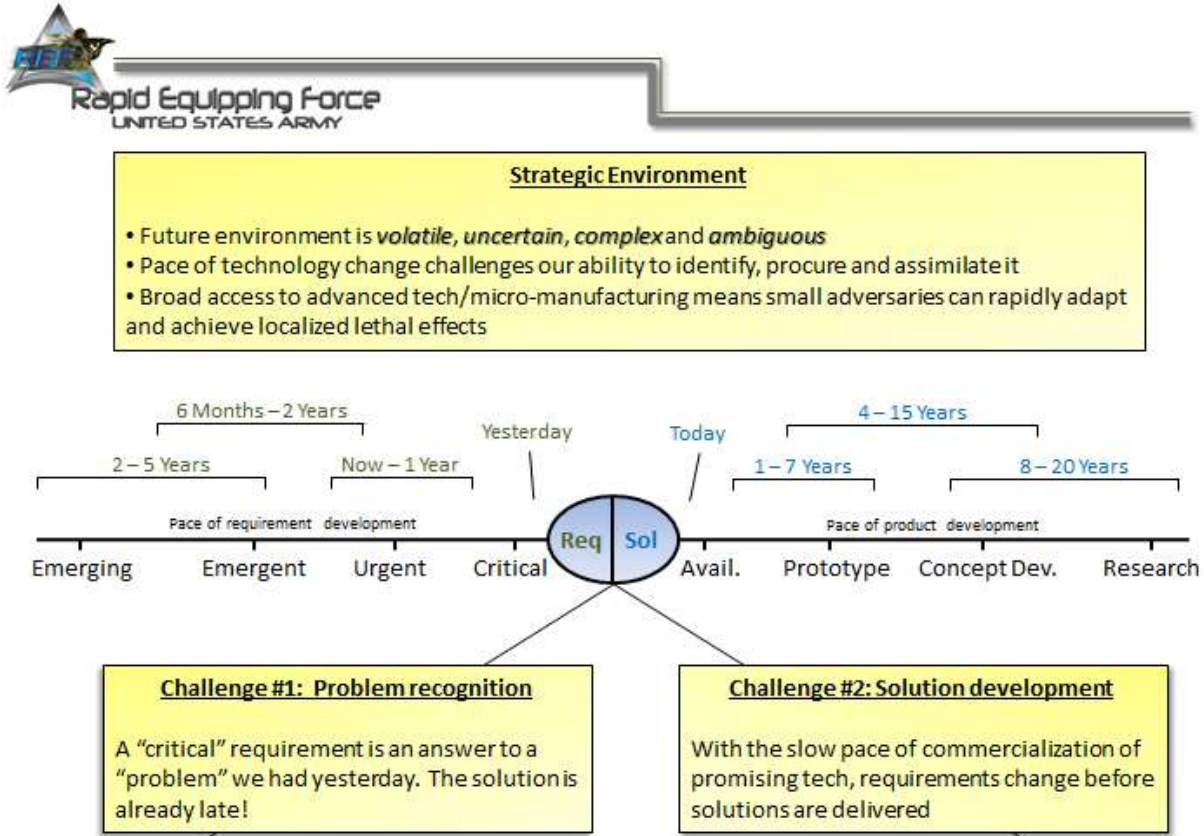 REF
Rapid Equipping Force
UNITED STATES ARMY
Strategic Environment
• Future environment is volatile, uncertain, complex and ambiguous
• Pace of technology change challenges our ability to identify, procure and assimilate it
• Broad access to advanced tech/micro-manufacturing means small adversaries can rapidly adapt
and achieve localized lethal effects
6 Months – 2 Years
4 – 15 Years
Yesterday
Today
2 – 5 Years
Now – 1 Year
1 – 7 Years
8 – 20 Years
Pace of requirement development
Pace of product development
Req
Sol
Emerging
Emergent
Urgent
Critical
Avail.
Prototype
Concept Dev.
Research
Challenge #1: Problem recognition
A “critical” requirement is an answer to a
“problem” we had yesterday. The solution is
already late!
Challenge #2: Solution development
With the slow pace of commercialization of
promising tech, requirements change before
solutions are delivered